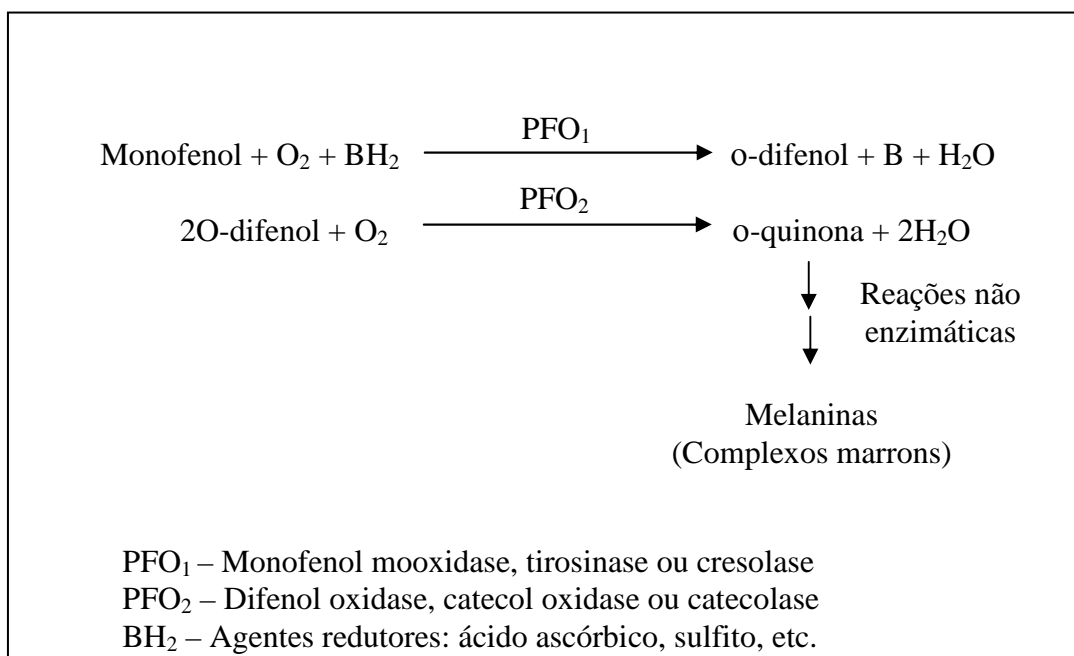 PFO₁
Monofenol + O₂ + BH₂ o-difenol + B + H₂O
PFO₂
2O-difenol + O₂ o-quinona + 2H₂O
Reações não
enzimáticas
Melaninas
(Complexos marrons)
PFO₁ – Monofenol mooxidase, tirosinase ou cresolase
PFO₂ – Difenol oxidase, catecol oxidase ou catecolase
BH₂ – Agentes redutores: ácido ascórbico, sulfito, etc.